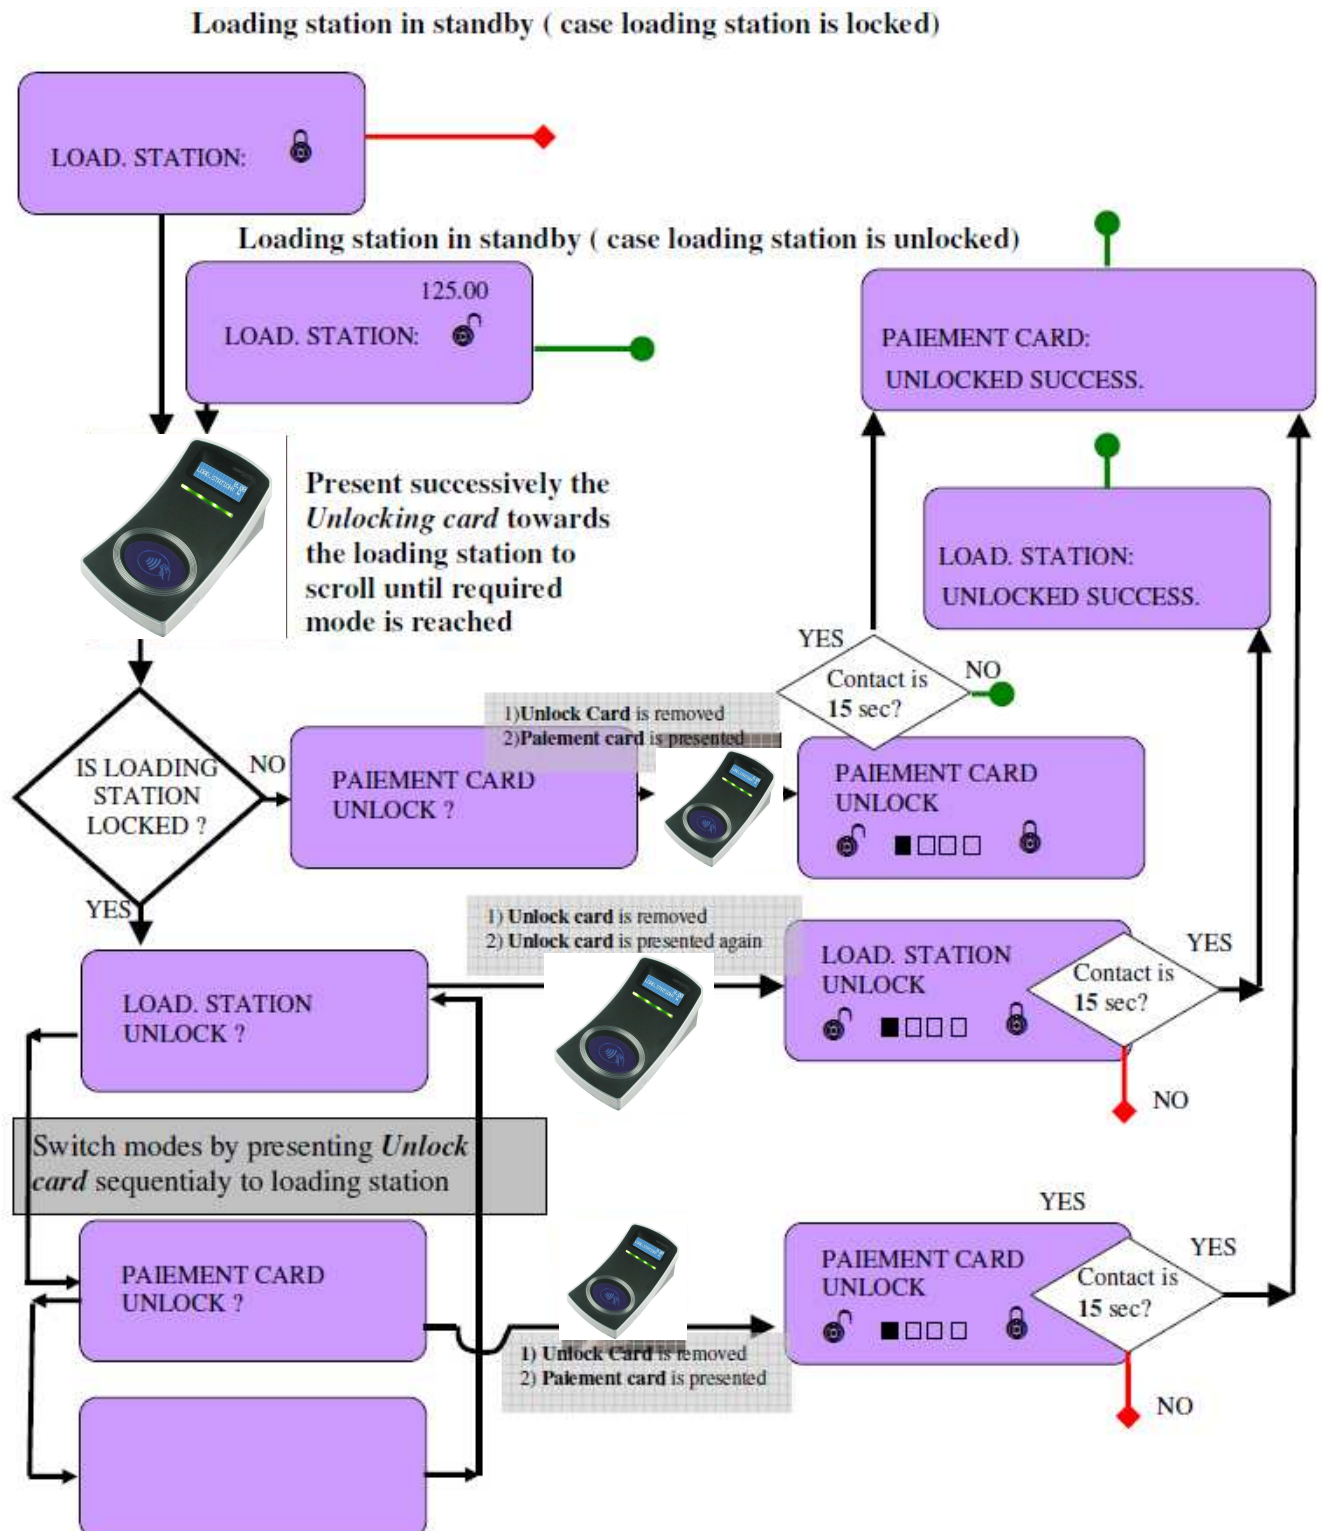 Loading station in standby ( case loading station is locked)
LOAD. STATION:
Loading station in standby ( case loading station is unlocked)
125.00
LOAD. STATION:
PAIEMENT CARD:
UNLOCKED SUCCESS.
Present successively the
Unlocking card towards
the loading station to
scroll until required
mode is reached
LOAD. STATION:
UNLOCKED SUCCESS.
YES
Contact is
15 sec?
NO
1)Unlock Card is removed
2)Paiement card is presented
IS LOADING
STATION
LOCKED ?
NO
PAIEMENT CARD
UNLOCK ?
PAIEMENT CARD
UNLOCK
YES
1) Unlock card is removed
2) Unlock card is presented again
LOAD. STATION
UNLOCK ?
LOAD. STATION
UNLOCK
Contact is
15 sec?
YES
NO
Switch modes by presenting Unlock
card sequentialy to loading station
YES
PAIEMENT CARD
UNLOCK ?
PAIEMENT CARD
UNLOCK
Contact is
15 sec?
YES
1) Unlock Card is removed
2) Paiement card is presented
NO